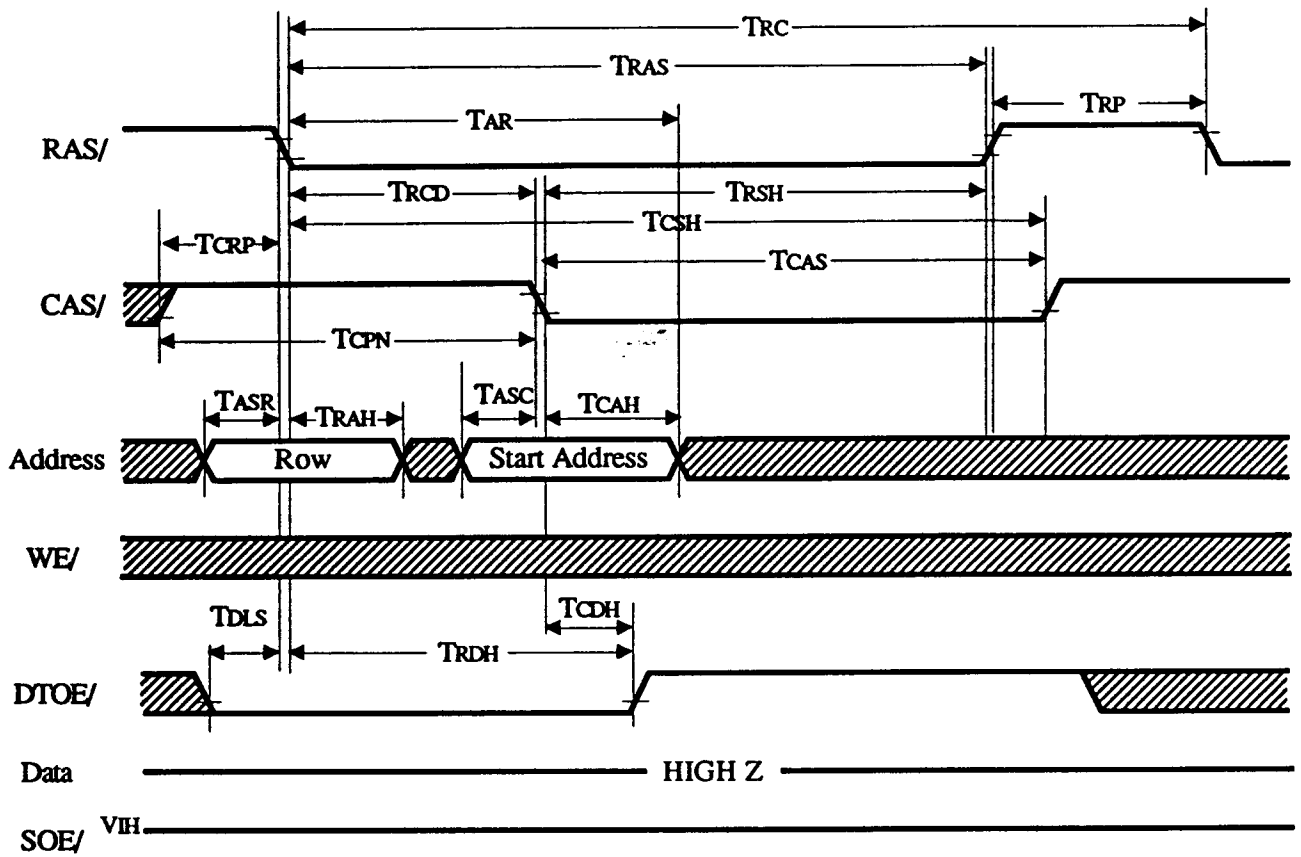 TRC
TRAS
TRP
TAR
RAS/
TRCD
TRSH
TCSH
TCRP
TCAS
CAS/
TCPN
TASR
TRAH
TASC
TCAH
Address
Row
Start Address
WE/
TDLS
TCDH
TRDH
DTOE/
Data
HIGH Z
SOE/
VIH